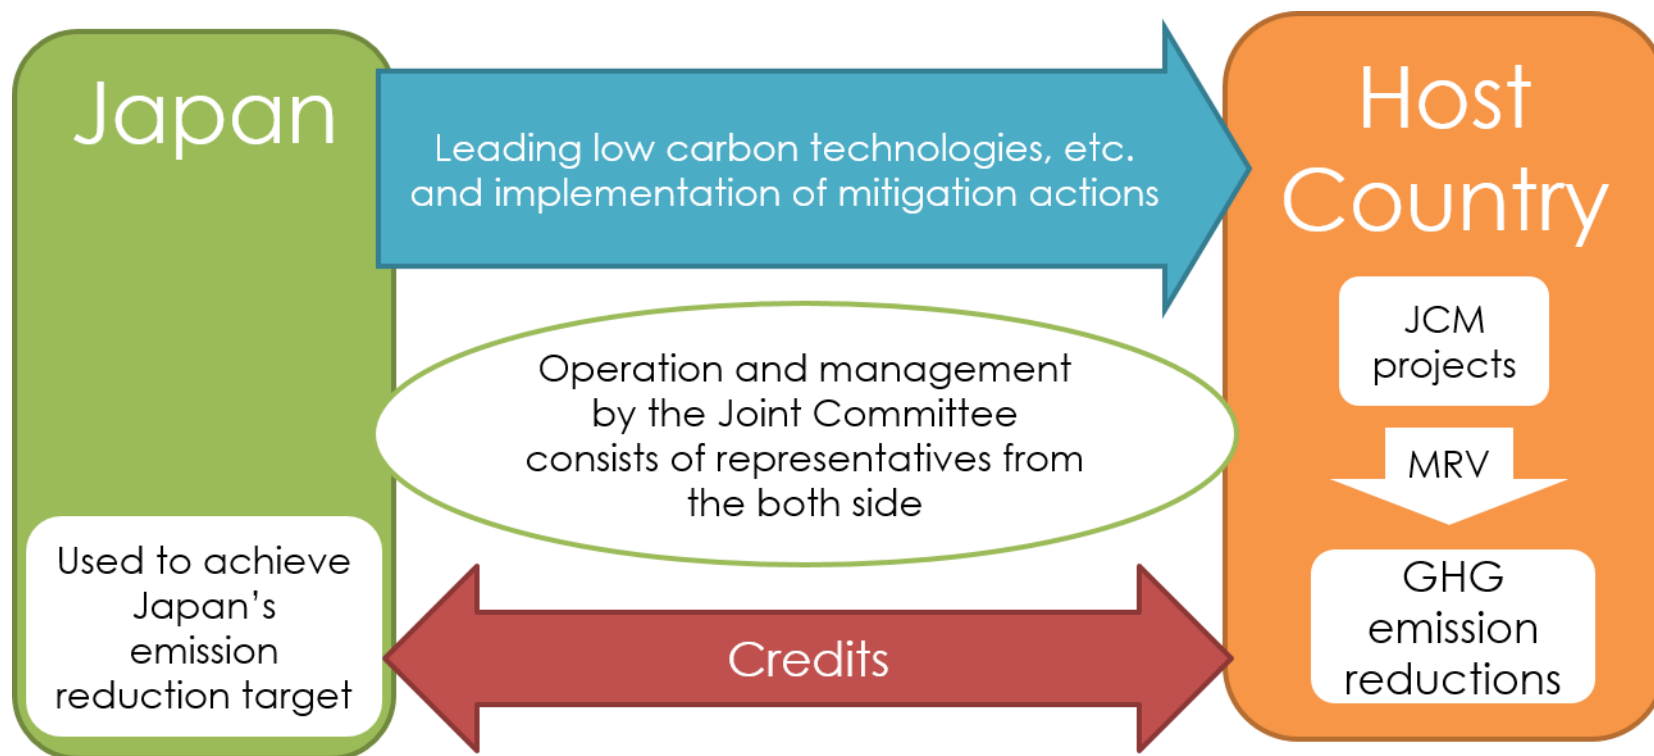 Japan
Leading low carbon technologies, etc.
and implementation of mitigation actions
Host
Country
JCM
projects
MRV
GHG
emission
reductions
Operation and management
by the Joint Committee
consists of representatives from
the both side
Used to achieve
Japan’s
emission
reduction target
Credits